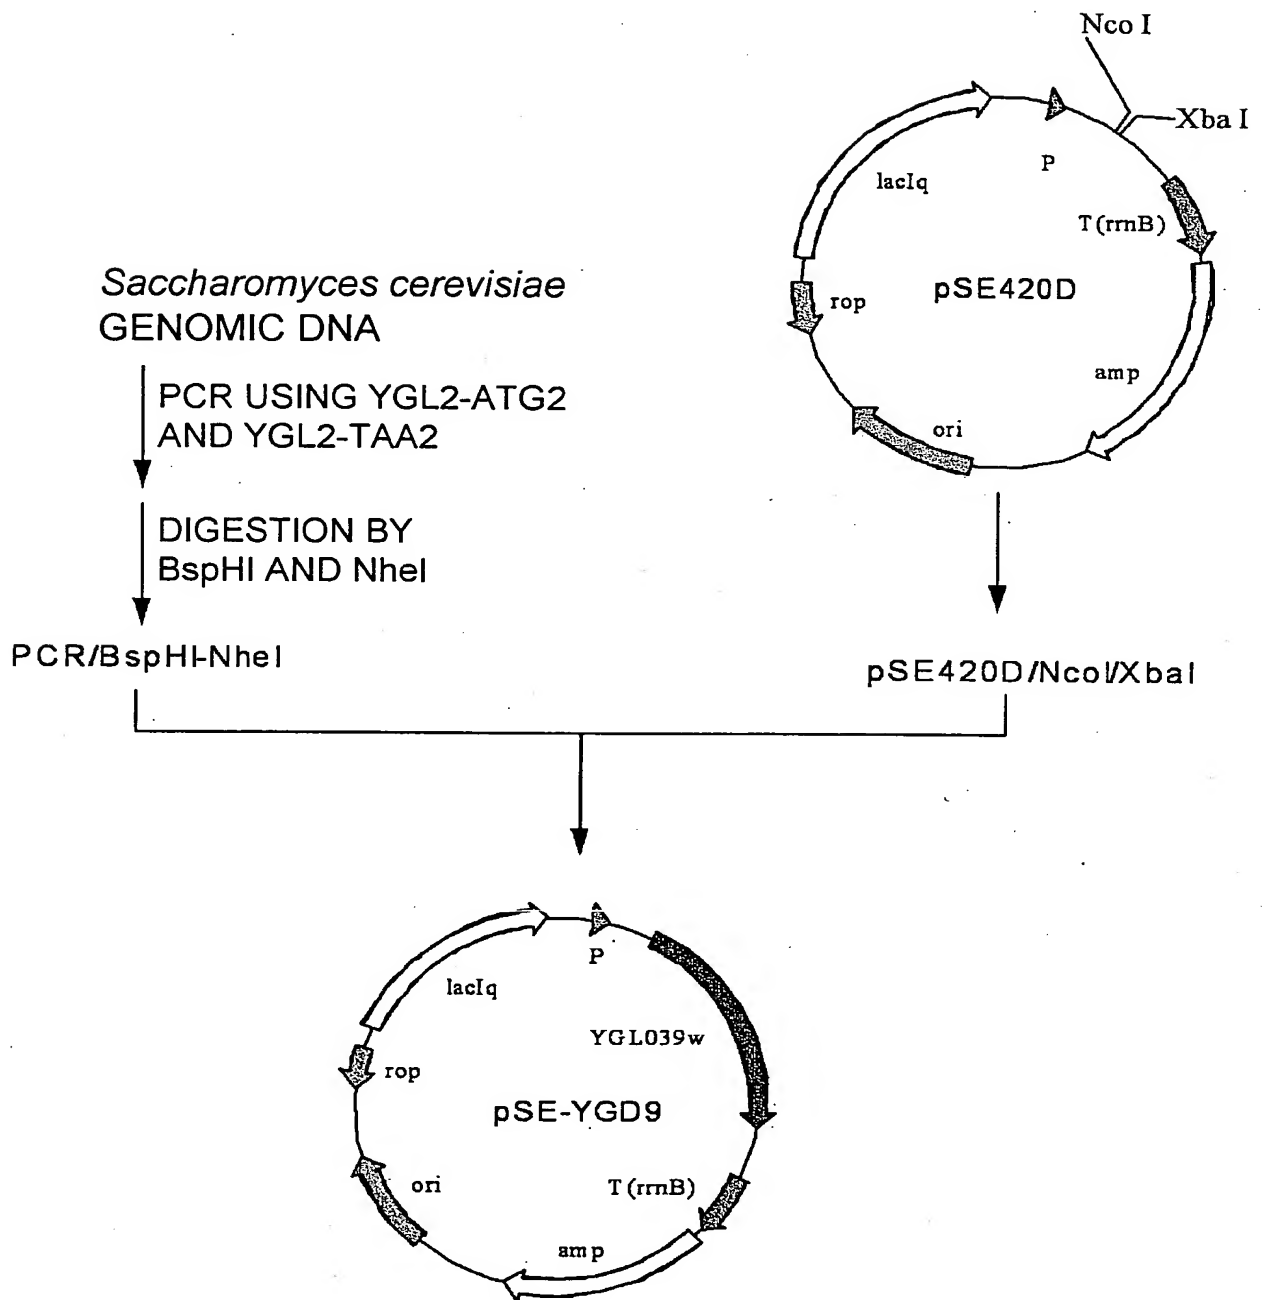 Nco I
Xba I
P
lacIq
T(rrnB)
pSE420D
rop
amp
ori
Saccharomyces cerevisiae
GENOMIC DNA
PCR USING YGL2-ATG2
AND YGL2-TAA2
DIGESTION BY
BspHI AND NheI
PCR/BspHI-NheI
pSE420D/NcoI/XbaI
P
lacIq
YGL039w
rop
pSE-YGD9
ori
T(rrnB)
amp